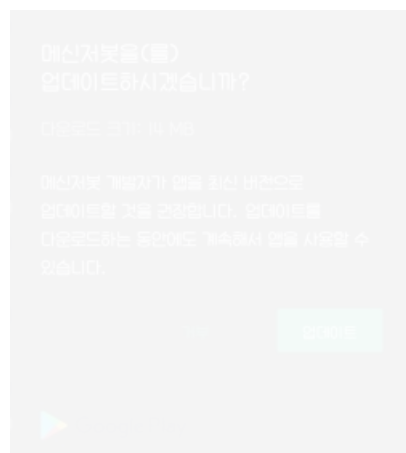 메신저봇을(를)
업데이트하시겠습니까?
다운로드 크기: 14 MB
메신저봇 개발자가 앱을 최신 버전으로
업데이트할 것을 권장합니다. 업데이트를
다운로드하는 동안에도 계속해서 앱을 사용할 수
있습니다.
업데이트